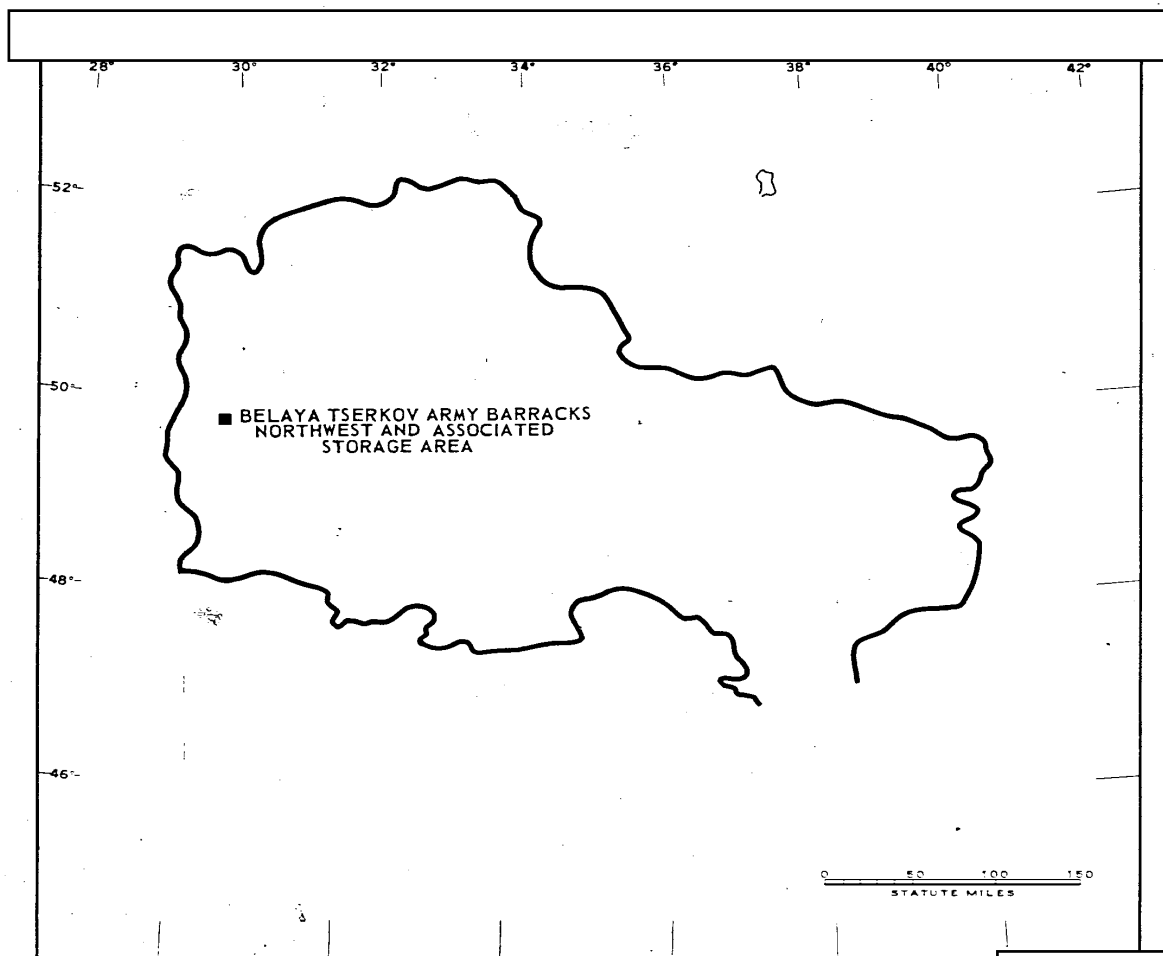 28° 30° 32° 34° 36° 38° 40° 42°
52°
50°
BELAYA TSERKOV ARMY BARRACKS
NORTHWEST AND ASSOCIATED
STORAGE AREA
48°
46°
0 50 100 150
STATUTE MILES